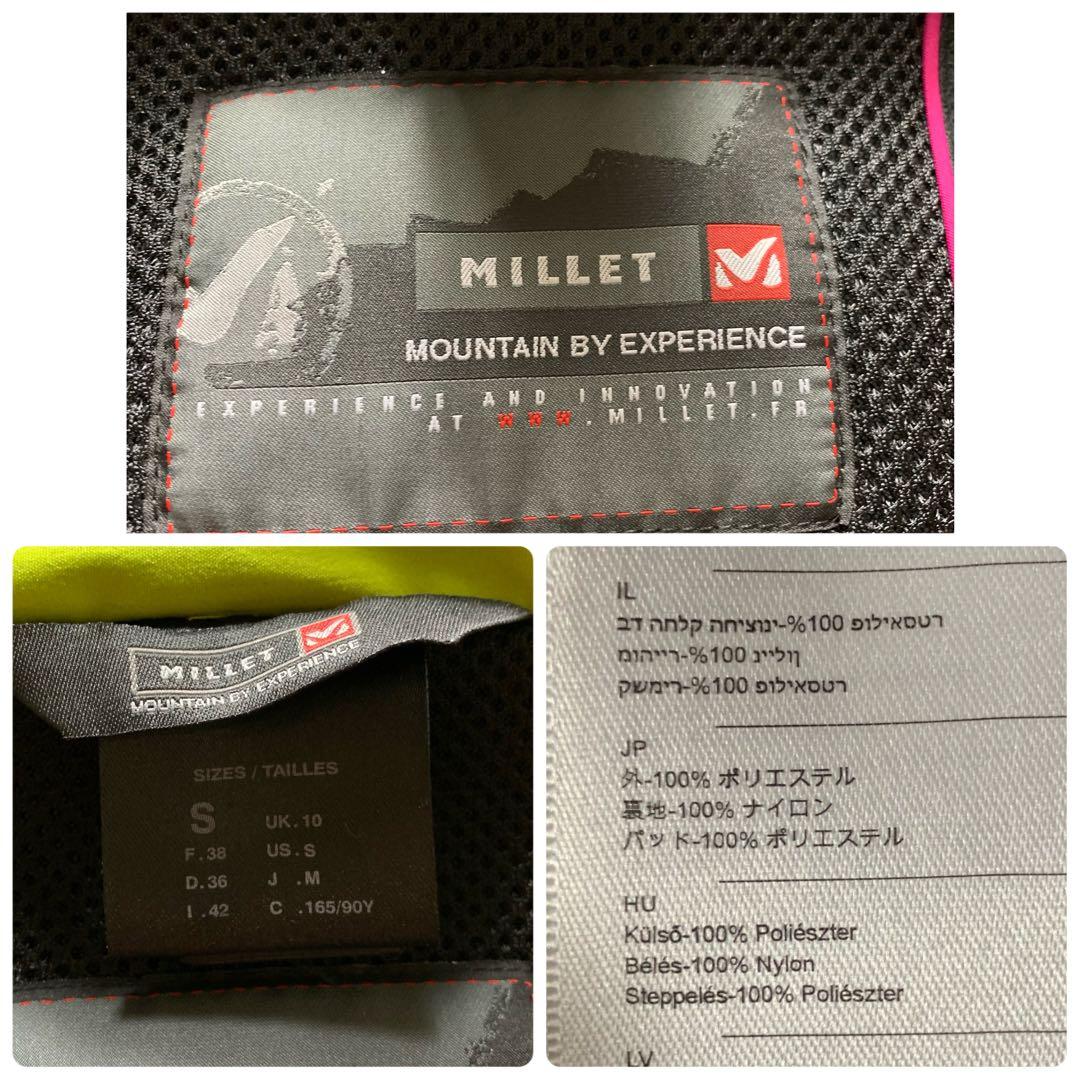 MILLET
MOUNTAIN BY EXPERIENCE
EXPERIENCE AND INNOVATION
AT WWW.MILLET.FR
MILLET
MOUNTAIN BY EXPERIENCE
SIZES / TAILLES
S UK.10
F.38 US.S
D.36 J .M
I .42 C .165/90Y
IL
בד החלק החיצוני-%100 פוליאסטר
מוהייר-%100 ניילון
קשמיר-%100 פוליאסטר
JP
外-100% ポリエステル
裏地-100% ナイロン
パッド-100% ポリエステル
HU
Külső-100% Poliészter
Bélés-100% Nylon
Steppelés-100% Poliészter
LV